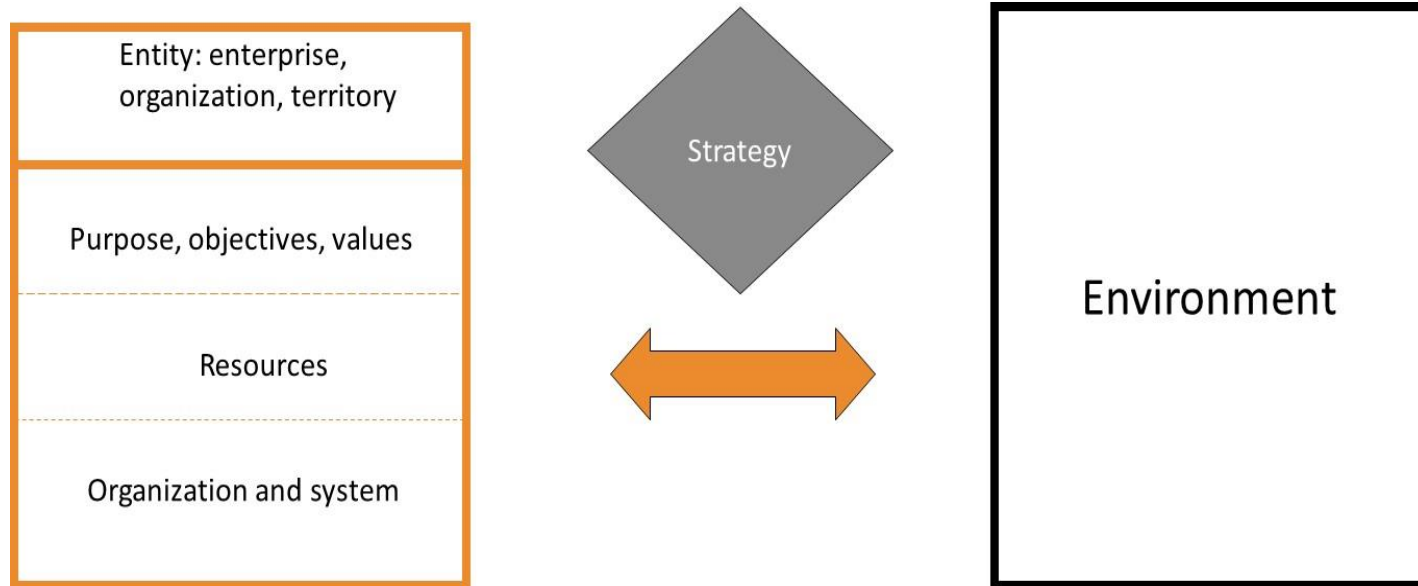 Entity: enterprise,
organization, territory
Purpose, objectives, values
Resources
Organization and system
Strategy
Environment